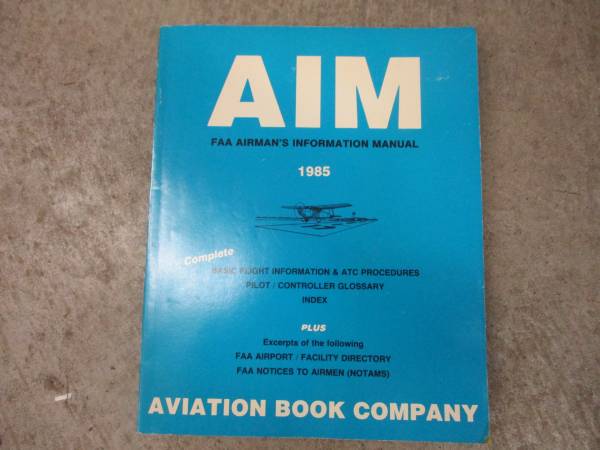 AIM
FAA AIRMAN'S INFORMATION MANUAL
1985
Complete
BASIC FLIGHT INFORMATION & ATC PROCEDURES
PILOT / CONTROLLER GLOSSARY
INDEX
PLUS
Excerpts of the following
FAA AIRPORT / FACILITY DIRECTORY
FAA NOTICES TO AIRMEN (NOTAMS)
AVIATION BOOK COMPANY